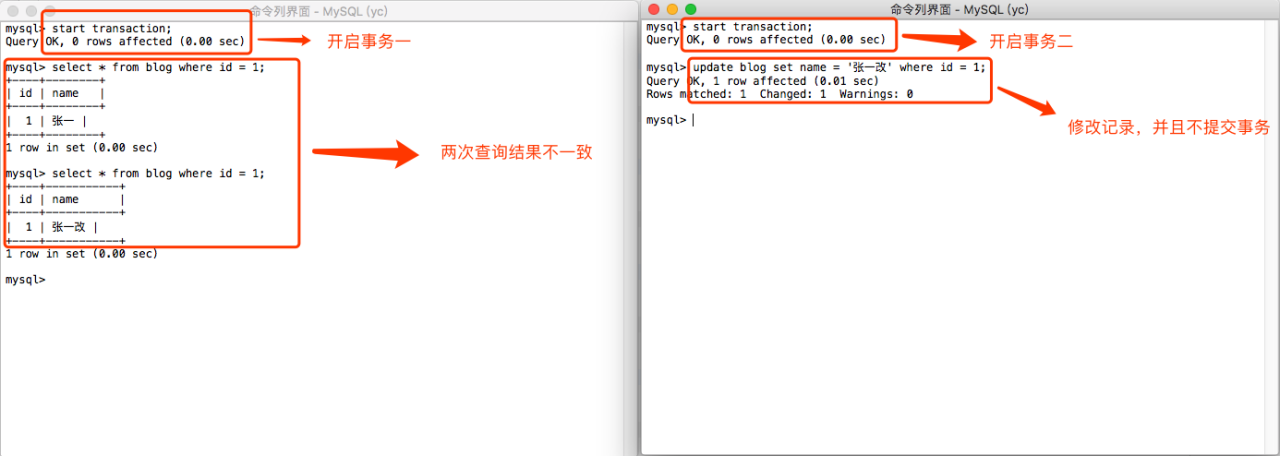 命令列界面 - MySQL (yc)
mysql> start transaction;
Query OK, 0 rows affected (0.00 sec)
开启事务一
mysql> select * from blog where id = 1;
+----+--------+
| id | name   |
+----+--------+
|  1 | 张一 |
+----+--------+
1 row in set (0.00 sec)
两次查询结果不一致
mysql> select * from blog where id = 1;
+----+-----------+
| id | name      |
+----+-----------+
|  1 | 张一改 |
+----+-----------+
1 row in set (0.00 sec)
mysql>
命令列界面 - MySQL (yc)
mysql> start transaction;
Query OK, 0 rows affected (0.00 sec)
开启事务二
mysql> update blog set name = '张一改' where id = 1;
Query OK, 1 row affected (0.01 sec)
Rows matched: 1  Changed: 1  Warnings: 0
修改记录，并且不提交事务
mysql>